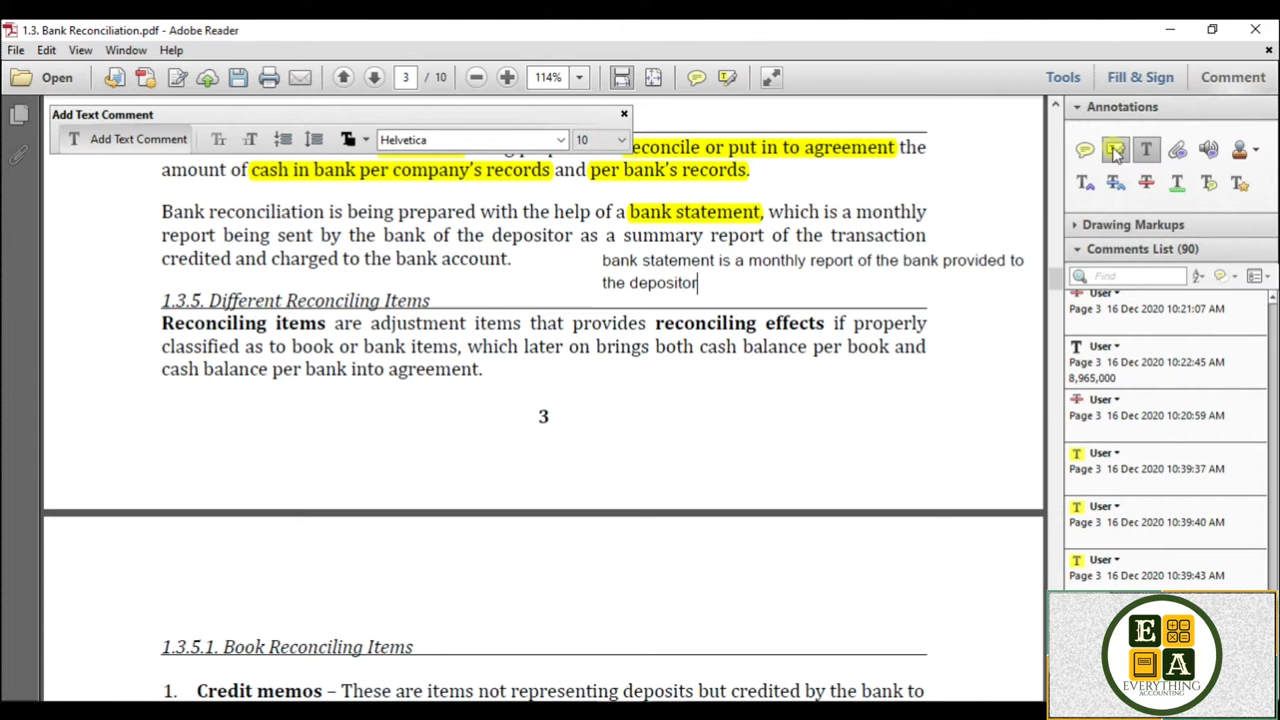 1.3. Bank Reconciliation.pdf - Adobe Reader
File Edit View Window Help
Open 3 / 10 114% Tools Fill & Sign Comment
Add Text Comment
Add Text Comment Helvetica 10
reconcile or put in to agreement the
amount of cash in bank per company's records and per bank's records.
Bank reconciliation is being prepared with the help of a bank statement, which is a monthly
report being sent by the bank of the depositor as a summary report of the transaction
credited and charged to the bank account.
bank statement is a monthly report of the bank provided to
the depositor
1.3.5. Different Reconciling Items
Reconciling items are adjustment items that provides reconciling effects if properly
classified as to book or bank items, which later on brings both cash balance per book and
cash balance per bank into agreement.
3
1.3.5.1. Book Reconciling Items
1. Credit memos – These are items not representing deposits but credited by the bank to
Annotations
Drawing Markups
Comments List (90)
Find
User
Page 3 16 Dec 2020 10:21:07 AM
User
Page 3 16 Dec 2020 10:22:45 AM
8,965,000
User
Page 3 16 Dec 2020 10:20:59 AM
User
Page 3 16 Dec 2020 10:39:37 AM
User
Page 3 16 Dec 2020 10:39:40 AM
User
Page 3 16 Dec 2020 10:39:43 AM
E
A
EVERYTHING
ACCOUNTING